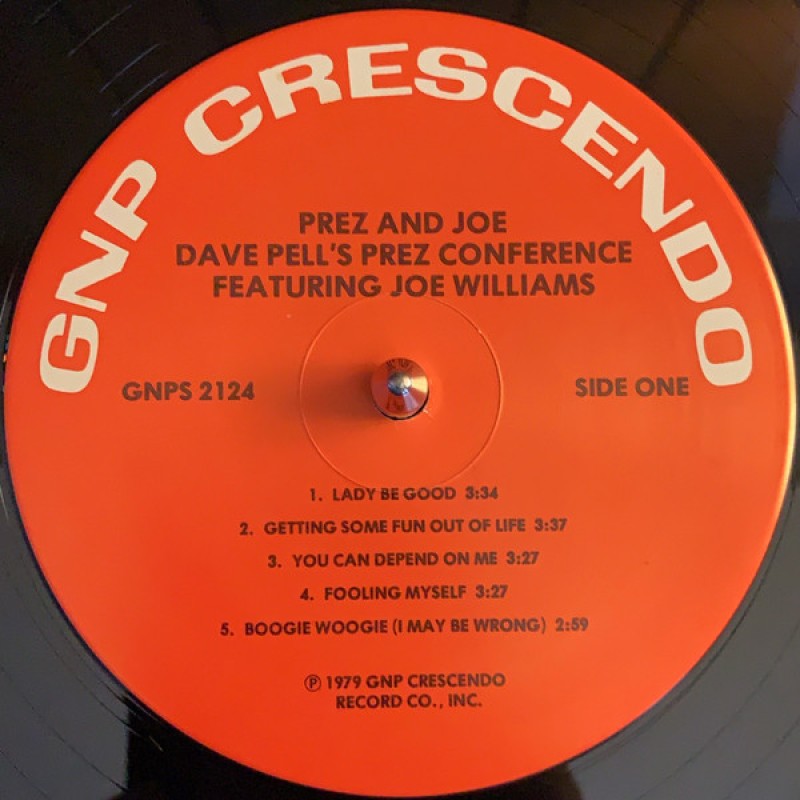 GNP CRESCENDO
PREZ AND JOE
DAVE PELL'S PREZ CONFERENCE
FEATURING JOE WILLIAMS
GNPS 2124
SIDE ONE
1. LADY BE GOOD 3:34
2. GETTING SOME FUN OUT OF LIFE 3:37
3. YOU CAN DEPEND ON ME 3:27
4. FOOLING MYSELF 3:27
5. BOOGIE WOOGIE (I MAY BE WRONG) 2:59
℗ 1979 GNP CRESCENDO
RECORD CO., INC.